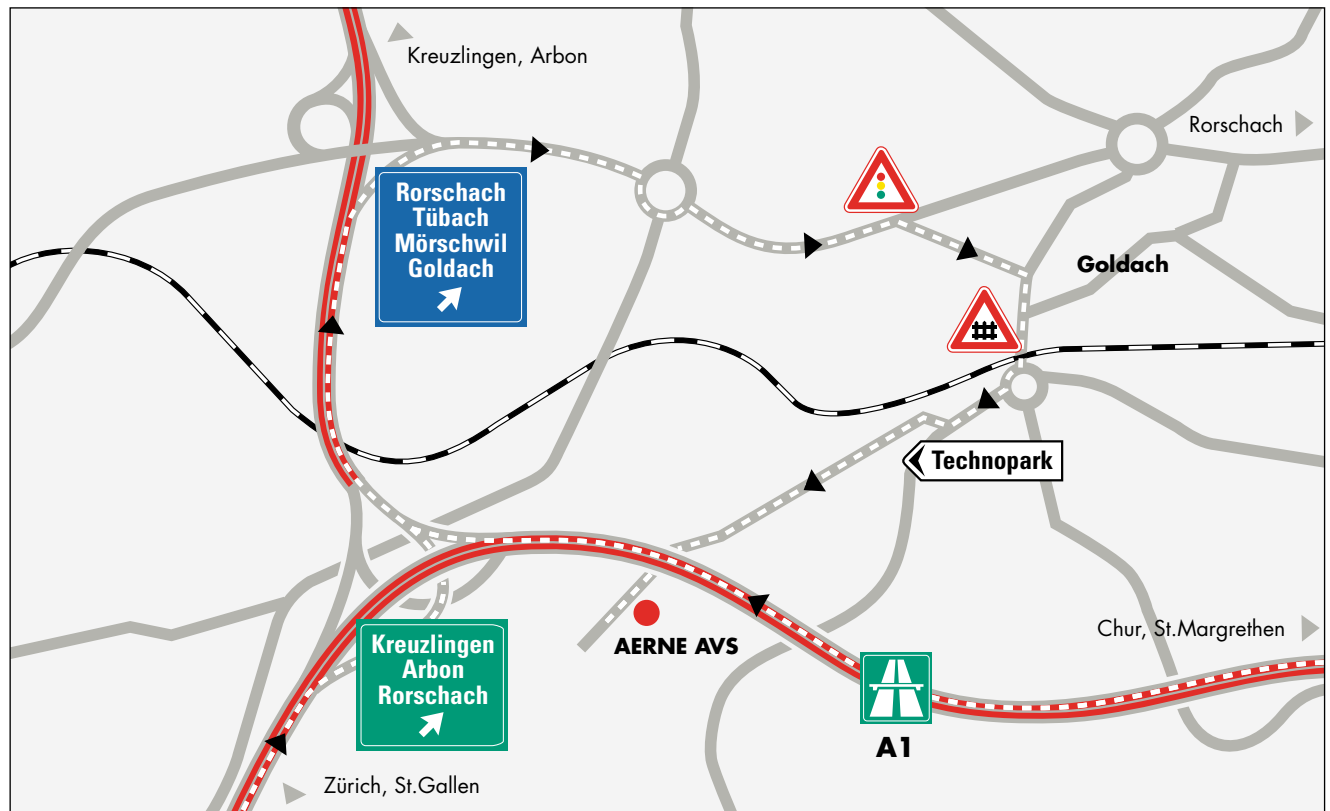 Kreuzlingen, Arbon
Rorschach
Rorschach
Tübach
Mörschwil
Goldach
Goldach
Technopark
AERNE AVS
Chur, St.Margrethen
Kreuzlingen
Arbon
Rorschach
A1
Zürich, St.Gallen